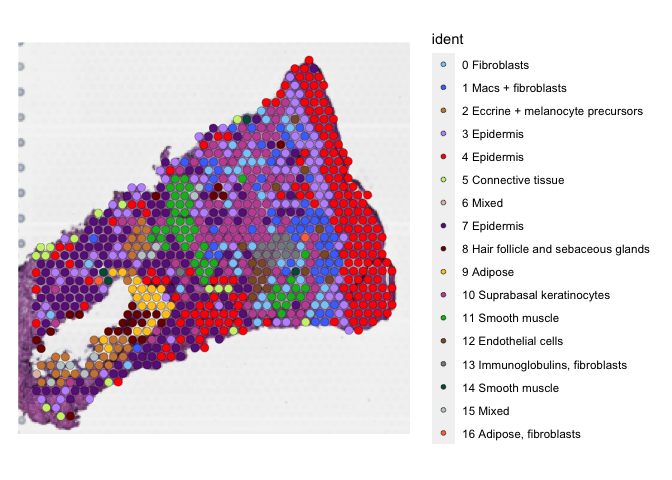 ident
0 Fibroblasts
1 Macs + fibroblasts
2 Eccrine + melanocyte precursors
3 Epidermis
4 Epidermis
5 Connective tissue
6 Mixed
7 Epidermis
8 Hair follicle and sebaceous glands
9 Adipose
10 Suprabasal keratinocytes
11 Smooth muscle
12 Endothelial cells
13 Immunoglobulins, fibroblasts
14 Smooth muscle
15 Mixed
16 Adipose, fibroblasts